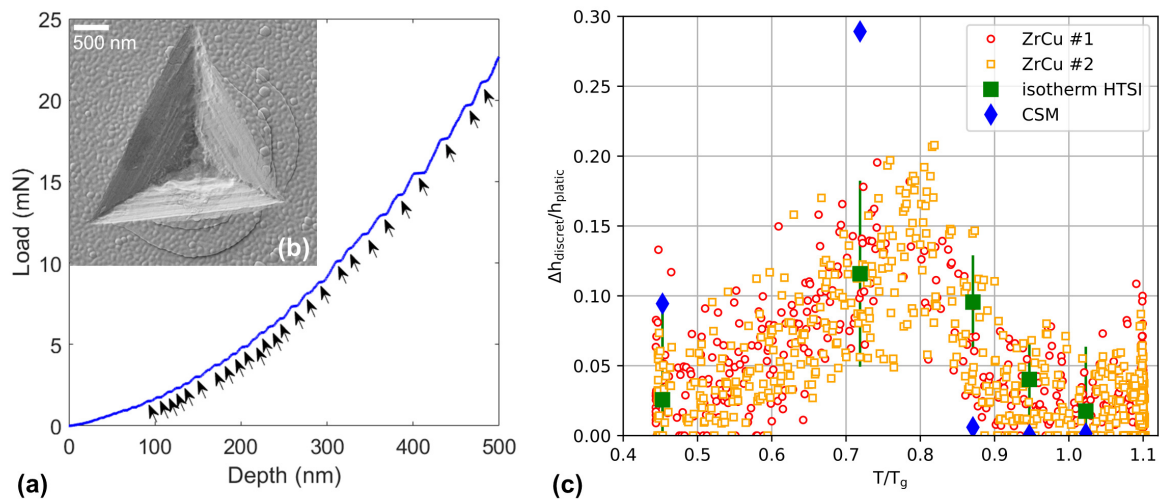 25
20
15
10
5
0
Load (mN)
500 nm
(b)
0
100
200
300
400
500
Depth (nm)
(a)
0.30
0.25
0.20
0.15
0.10
0.05
0.00
Δh_discret/h_platic
ZrCu #1
ZrCu #2
isotherm HTSI
CSM
0.4
0.5
0.6
0.7
0.8
0.9
1.0
1.1
T/T_g
(c)